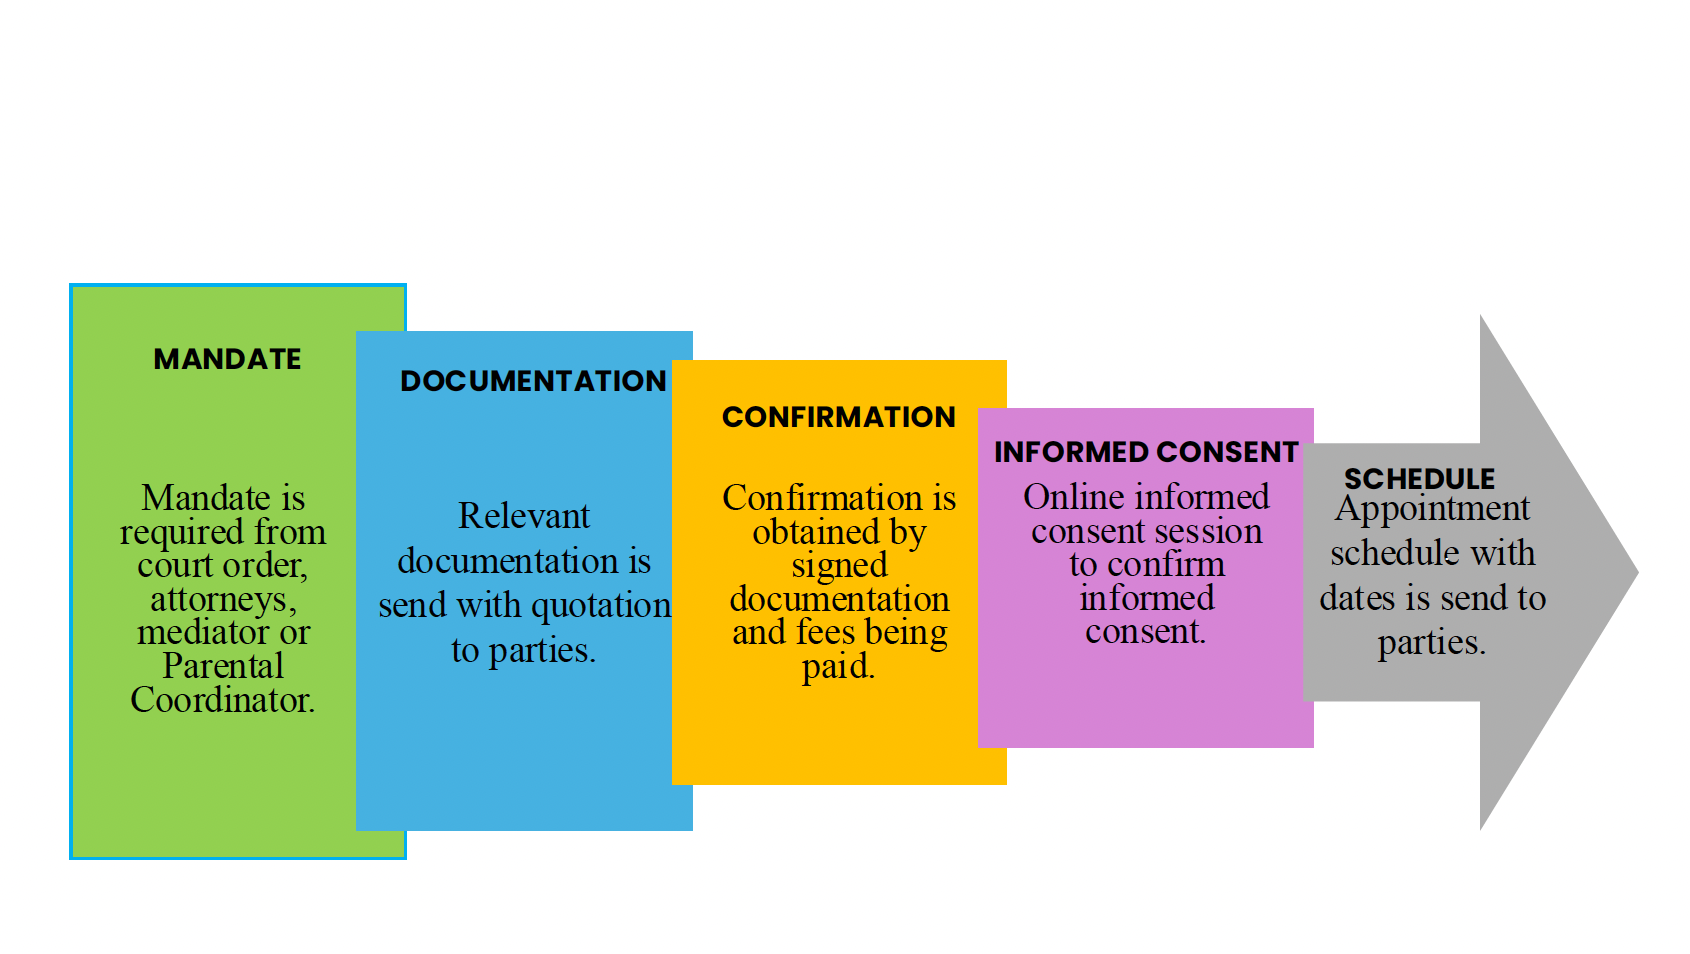 MANDATE
Mandate is
required from
court order,
attorneys,
mediator or
Parental
Coordinator.
DOCUMENTATION
Relevant
documentation is
send with quotation
to parties.
CONFIRMATION
Confirmation is
obtained by
signed
documentation
and fees being
paid.
INFORMED CONSENT
Online informed
consent session
to confirm
informed
consent.
SCHEDULE
Appointment
schedule with
dates is send to
parties.